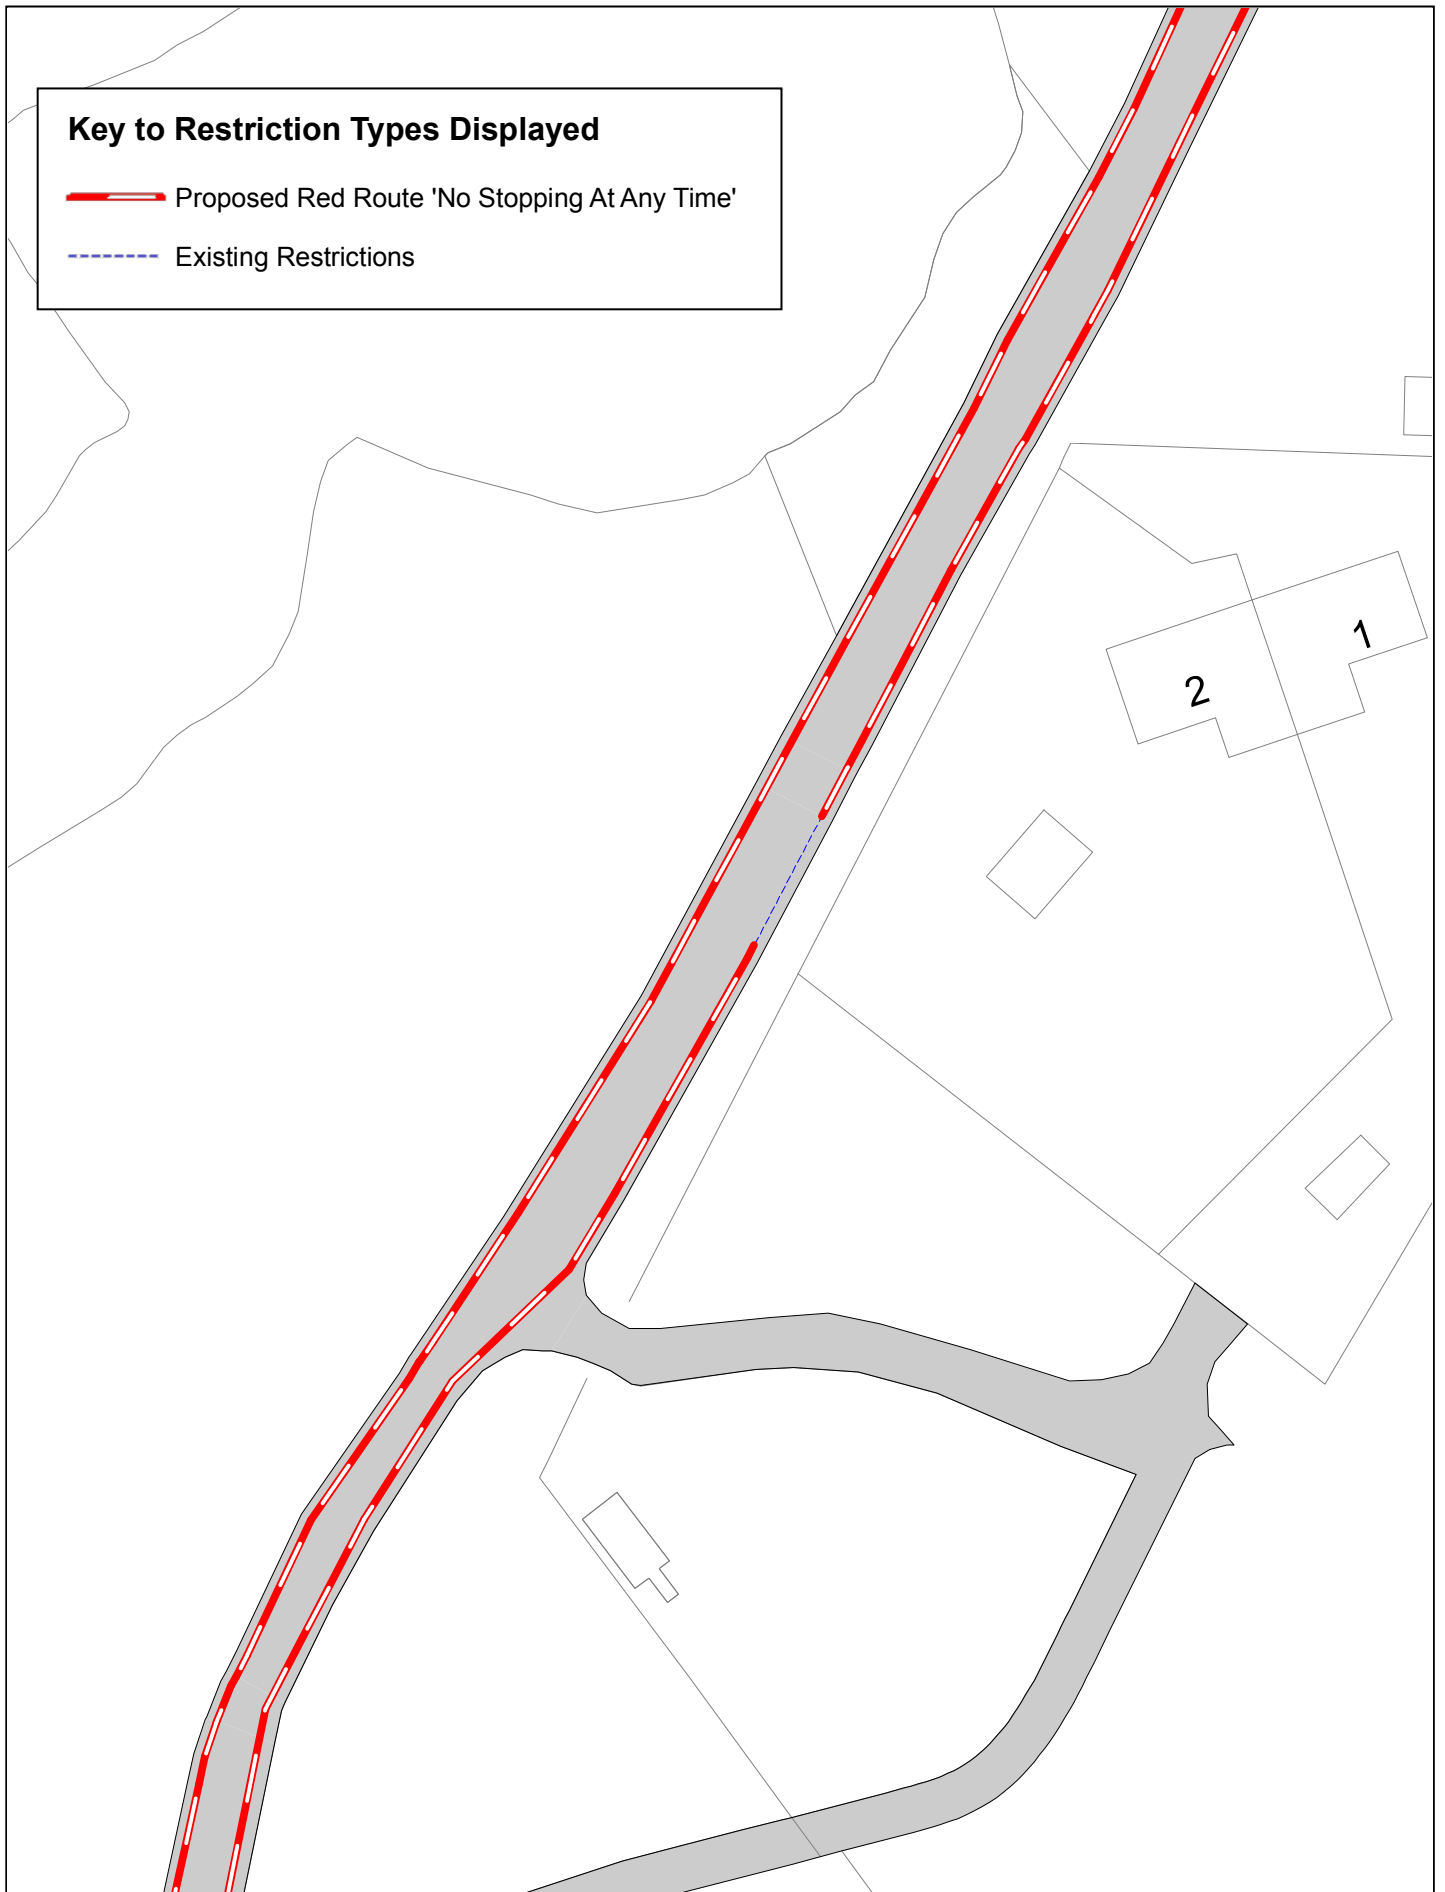 Key to Restriction Types Displayed
Proposed Red Route 'No Stopping At Any Time'
Existing Restrictions
1
2